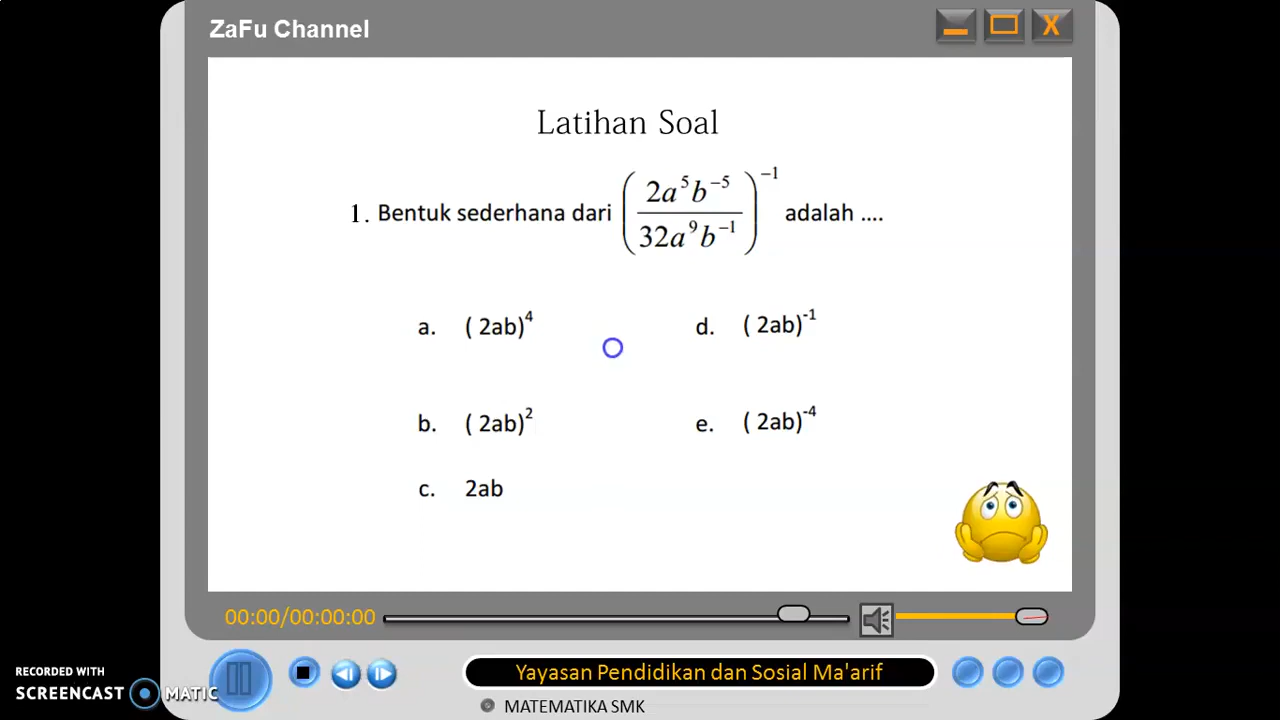 ZaFu Channel
X
Latihan Soal
1. Bentuk sederhana dari (2a⁵b⁻⁵ / 32a⁹b⁻¹)⁻¹ adalah ....
a. ( 2ab)⁴
d. ( 2ab)⁻¹
b. ( 2ab)²
e. ( 2ab)⁻⁴
c. 2ab
00:00/00:00:00
RECORDED WITH
SCREENCAST MATIC
Yayasan Pendidikan dan Sosial Ma'arif
MATEMATIKA SMK